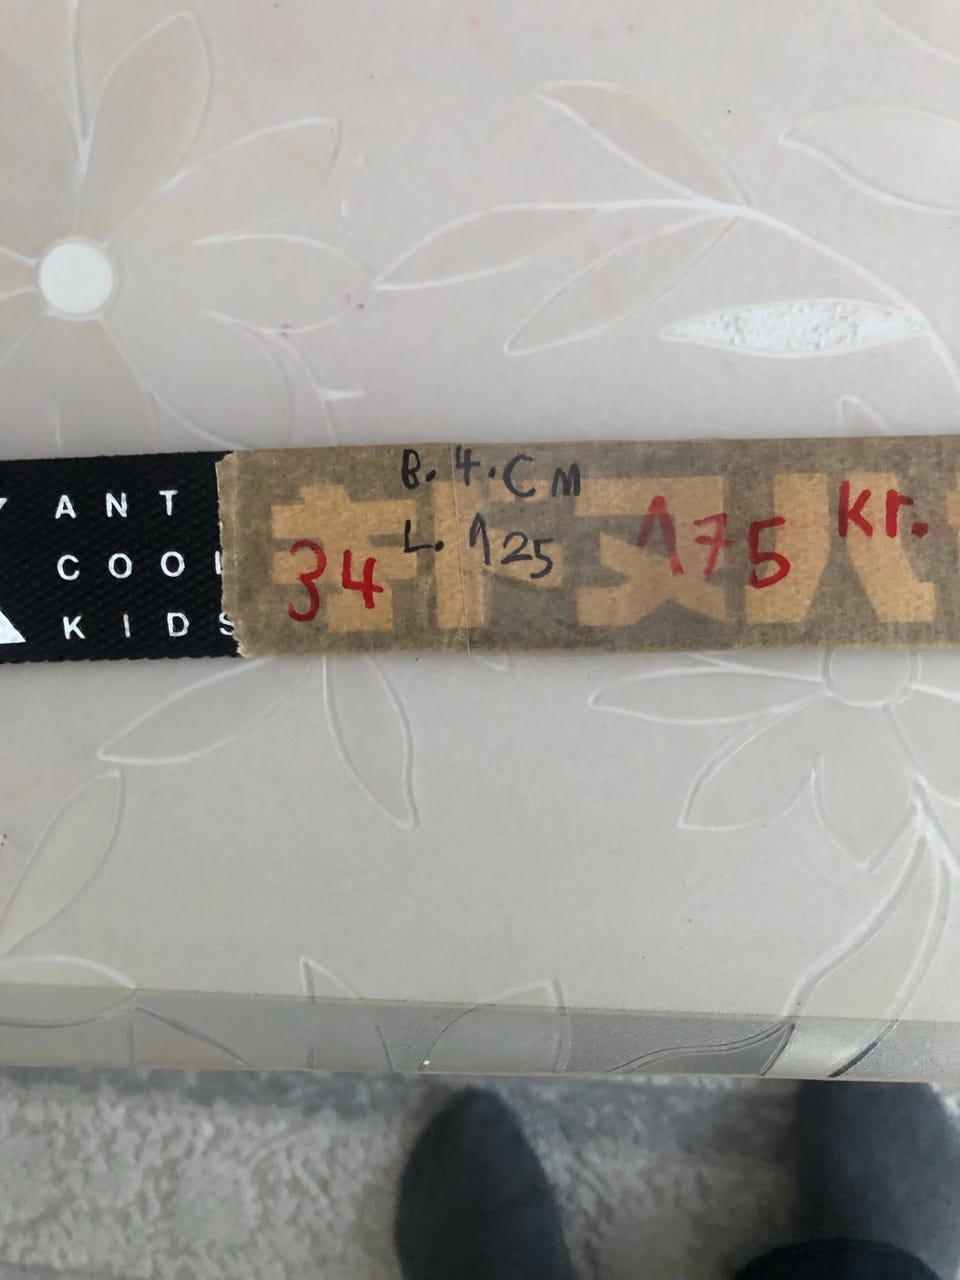 ANT
COOL
KIDS
B. 4. CM
L. 125
34
175 kr.